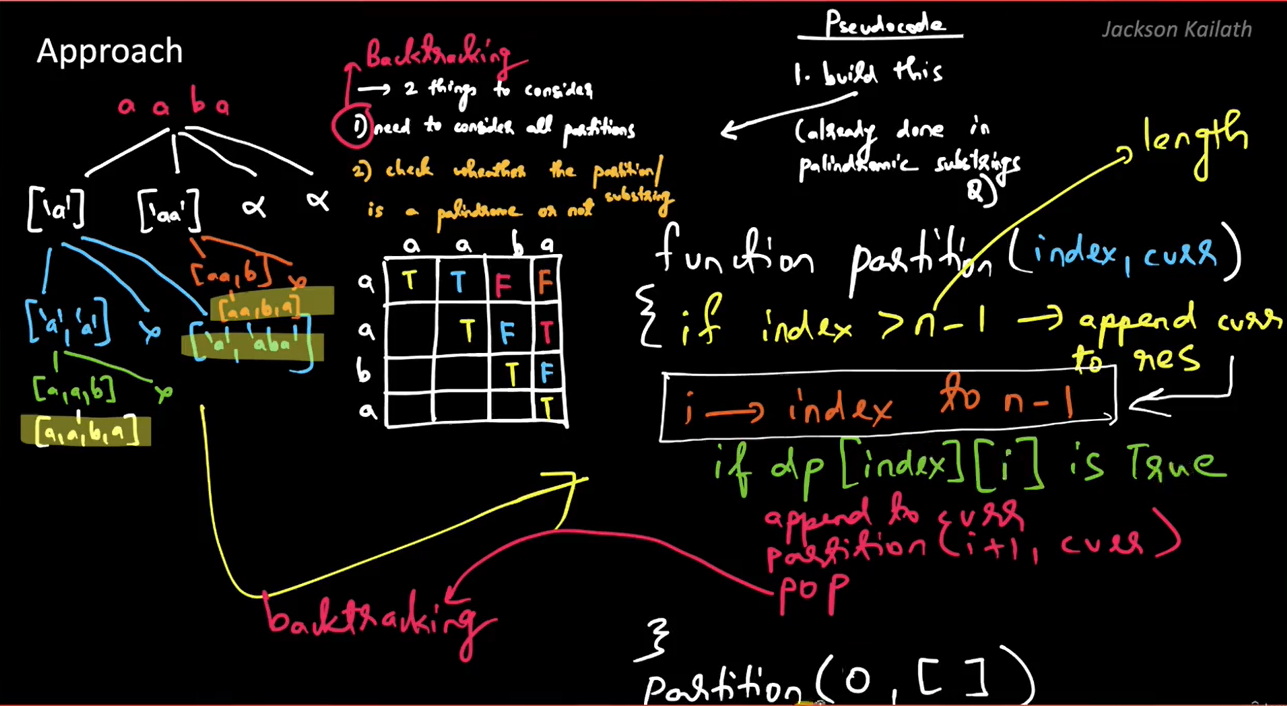 Approach
a a b a
['a']
['aa']
∝
∝
[aa,b]
[aa,b,a]
['a','a']
['a','aba']
[a,a,b]
[a,a,b,a]
Backtracking
→ 2 things to consider
1) need to consider all partitions
2) check wheather the partition/
substring
is a palindrome or not
a a b a
a T T F F
a T F T
b T F
a T
backtracking
Jackson Kailath
Pseudocode
1. build this
(already done in
palindromic substrings
Q)
length
function partition(index, curr)
{ if index > n-1 → append curr
to res
i → index to n-1
if dp[index][i] is True
append to curr
partition(i+1, curr)
pop
}
partition(0, [ ])